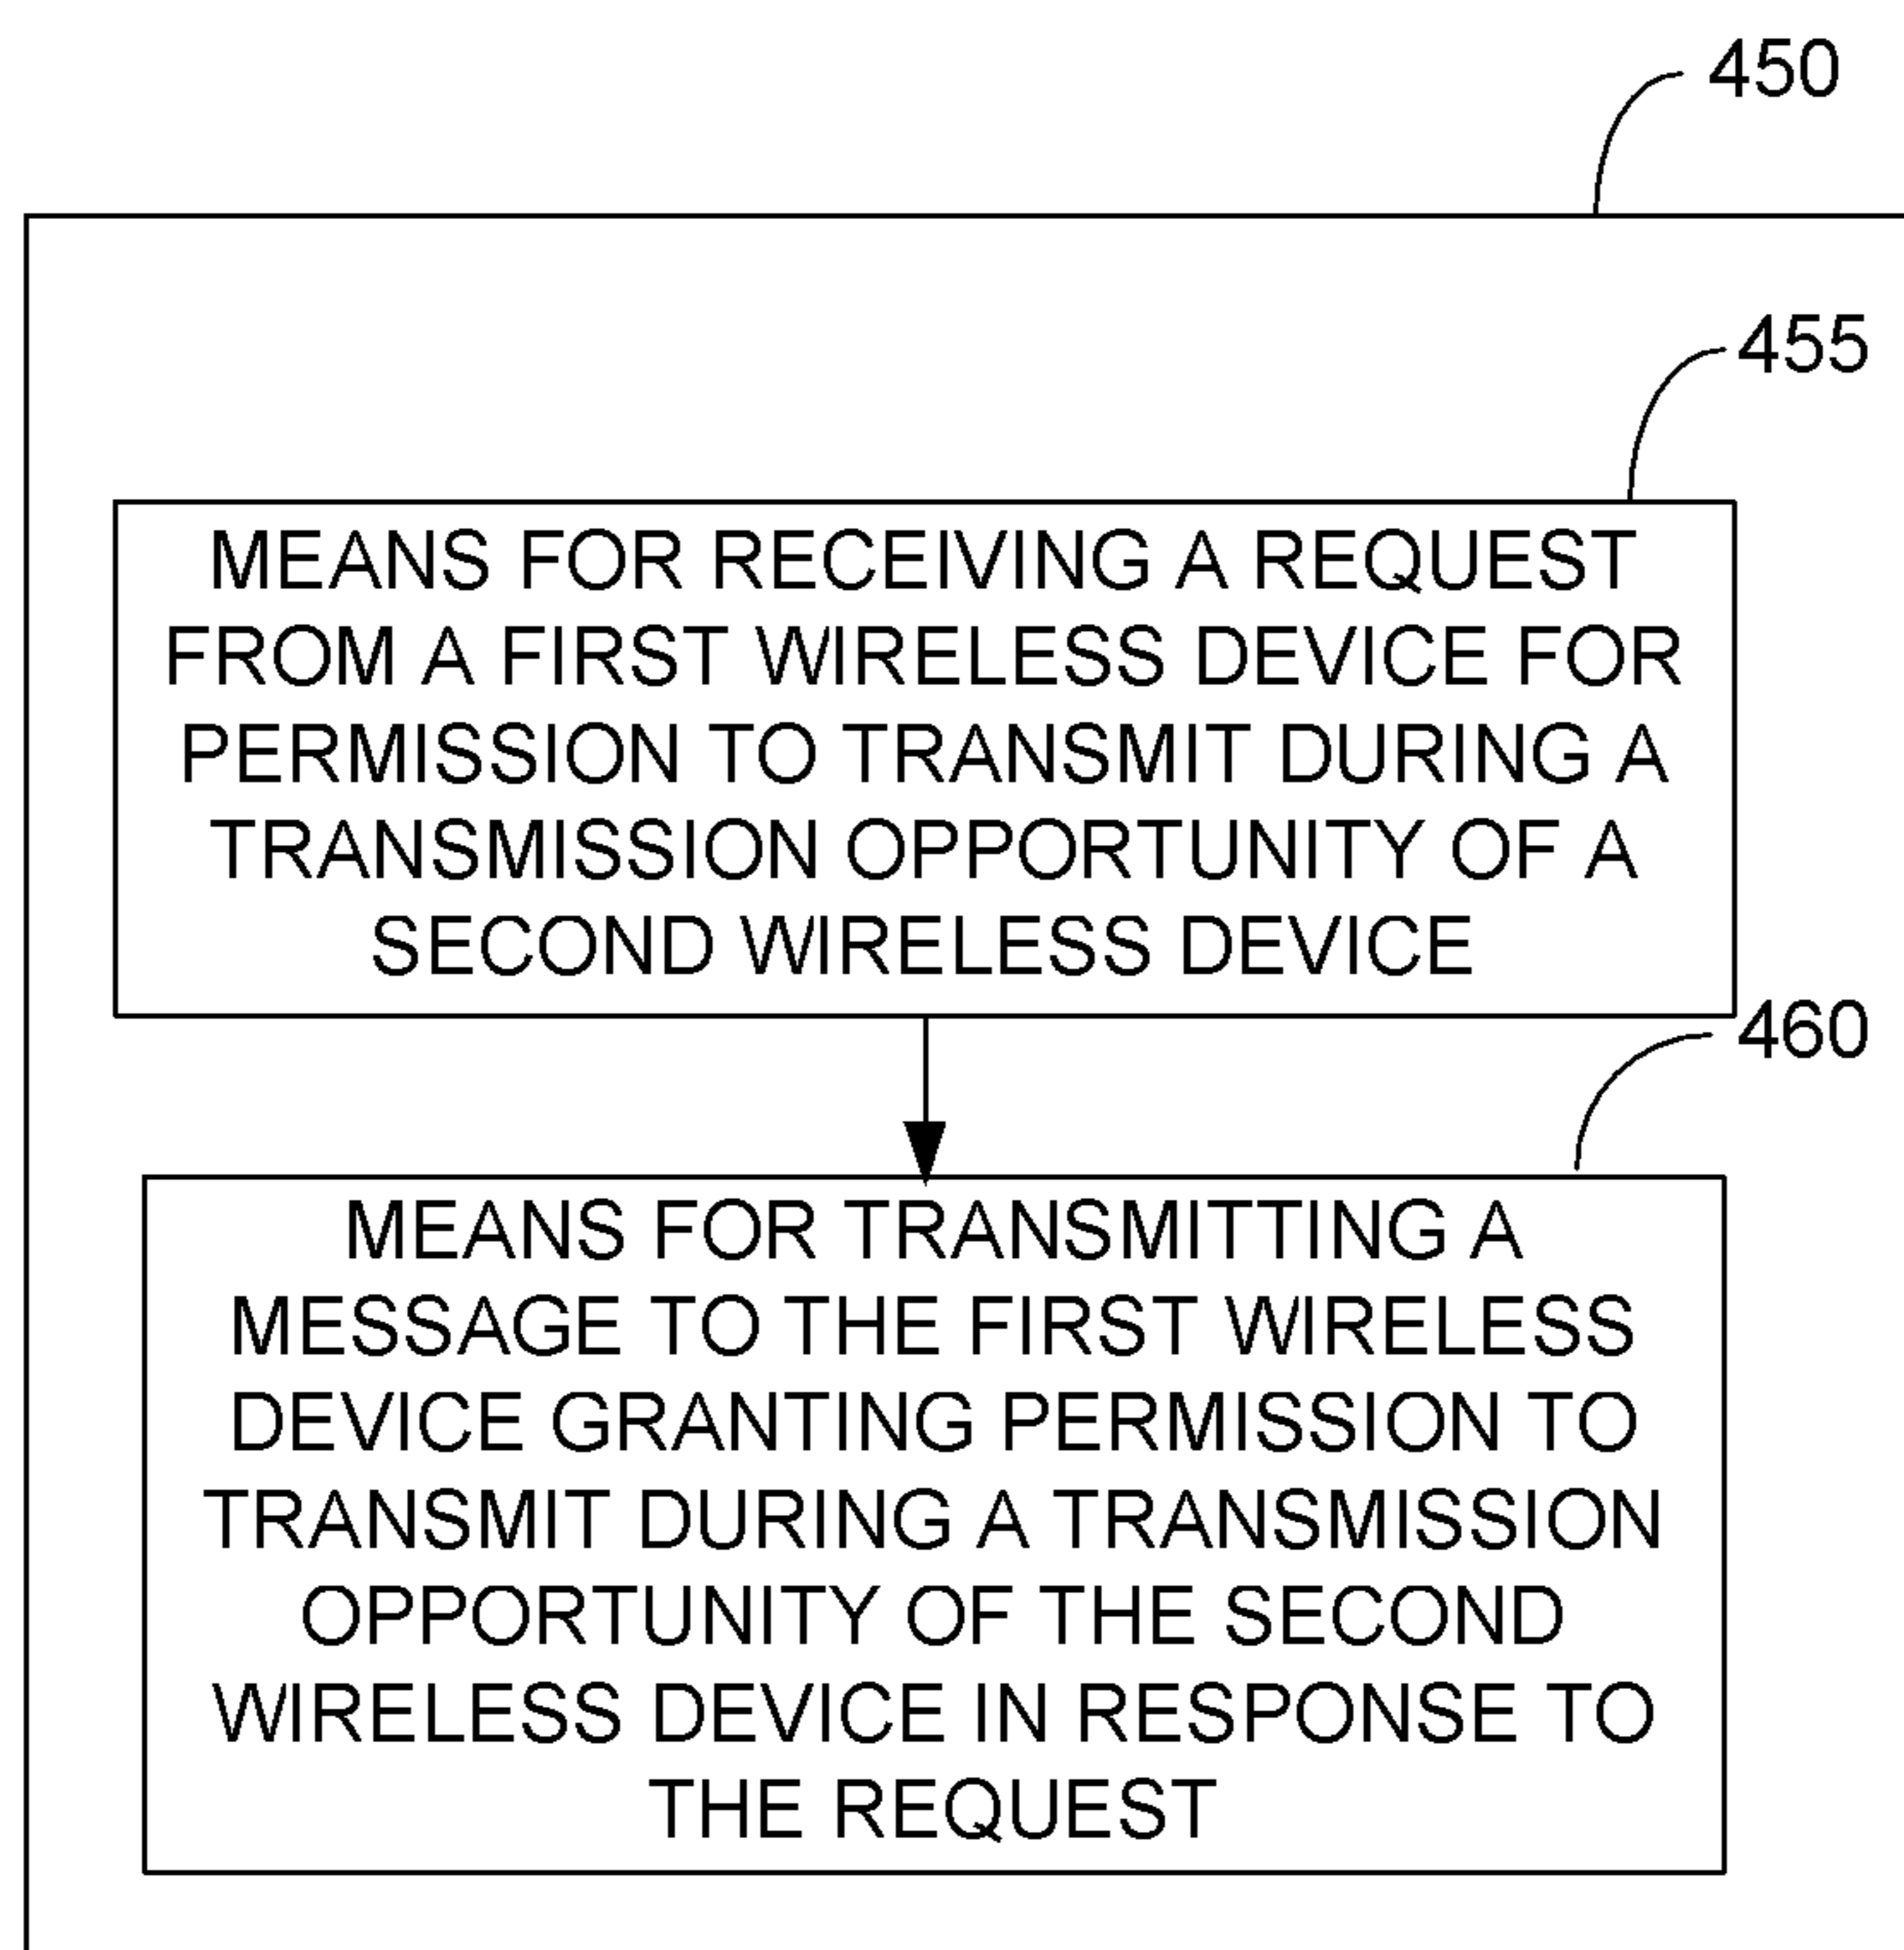 450
455
MEANS FOR RECEIVING A REQUEST
FROM A FIRST WIRELESS DEVICE FOR
PERMISSION TO TRANSMIT DURING A
TRANSMISSION OPPORTUNITY OF A
SECOND WIRELESS DEVICE
460
MEANS FOR TRANSMITTING A
MESSAGE TO THE FIRST WIRELESS
DEVICE GRANTING PERMISSION TO
TRANSMIT DURING A TRANSMISSION
OPPORTUNITY OF THE SECOND
WIRELESS DEVICE IN RESPONSE TO
THE REQUEST